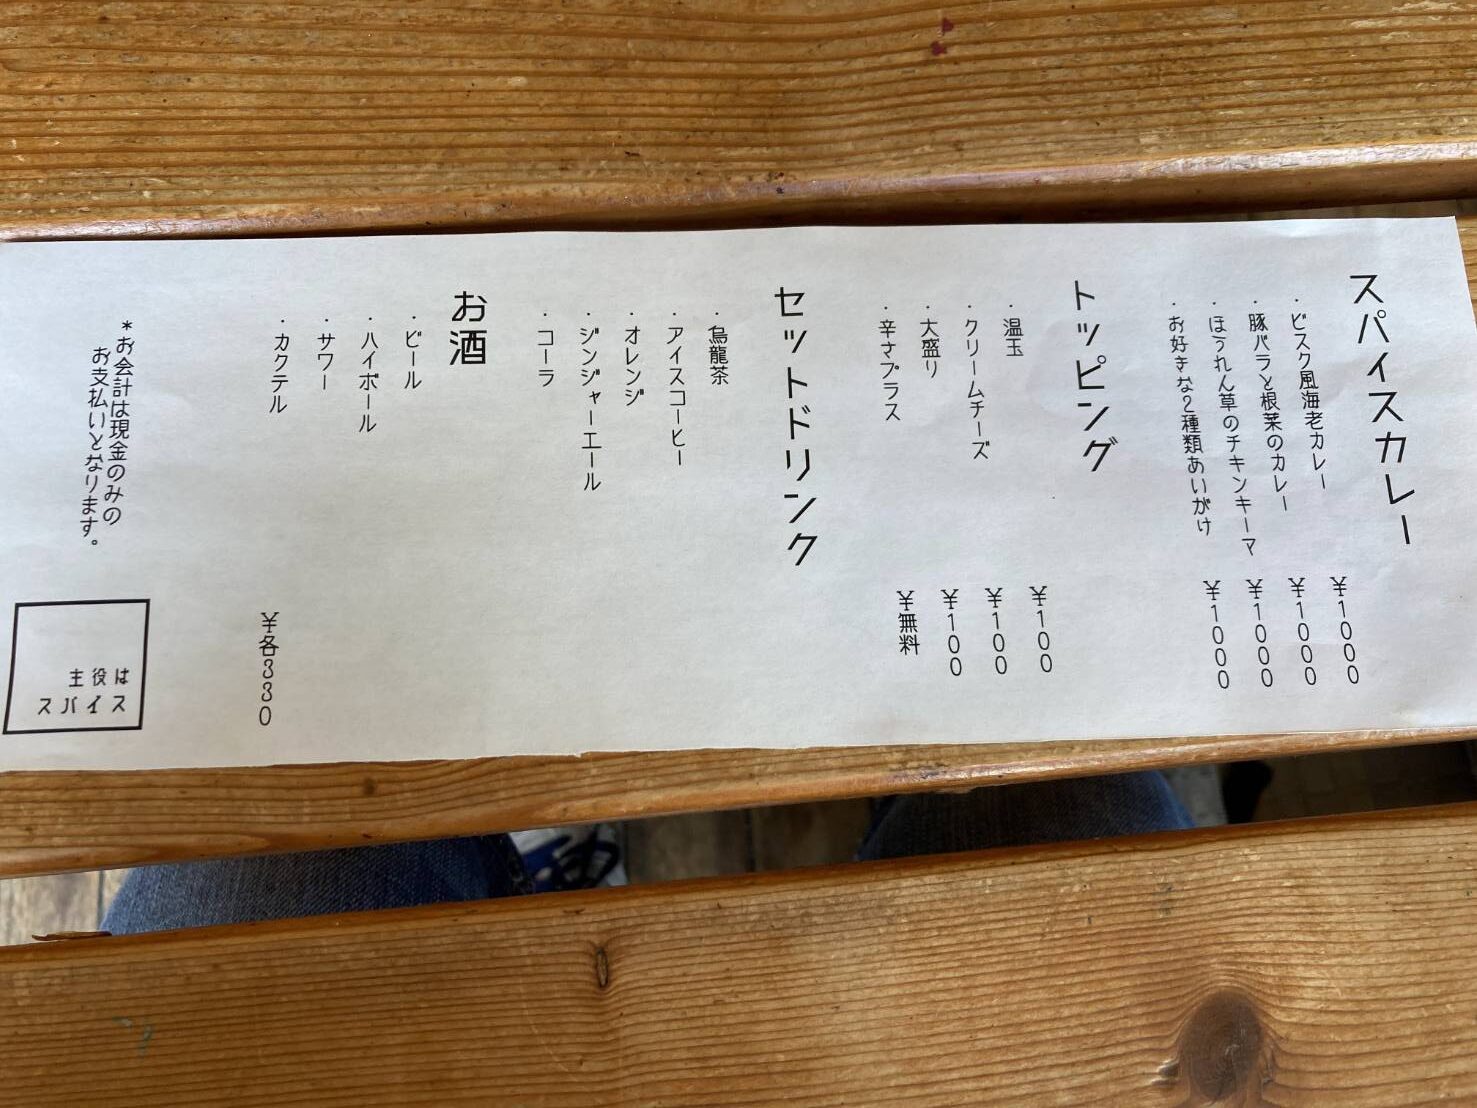 スパイスカレー
・ビスク風海老カレー ¥1000
・豚バラと根菜のカレー ¥1000
・ほうれん草のチキンキーマ ¥1000
・お好きな2種類あいがけ ¥1000
トッピング
・温玉 ¥100
・クリームチーズ ¥100
・大盛り ¥100
・辛さプラス ¥無料
セットドリンク
・烏龍茶
・アイスコーヒー
・オレンジ
・ジンジャーエール
・コーラ
お酒
・ビール
・ハイボール
・サワー
・カクテル ¥各330
*お会計は現金のみの
お支払いとなります。
主役は
スパイス